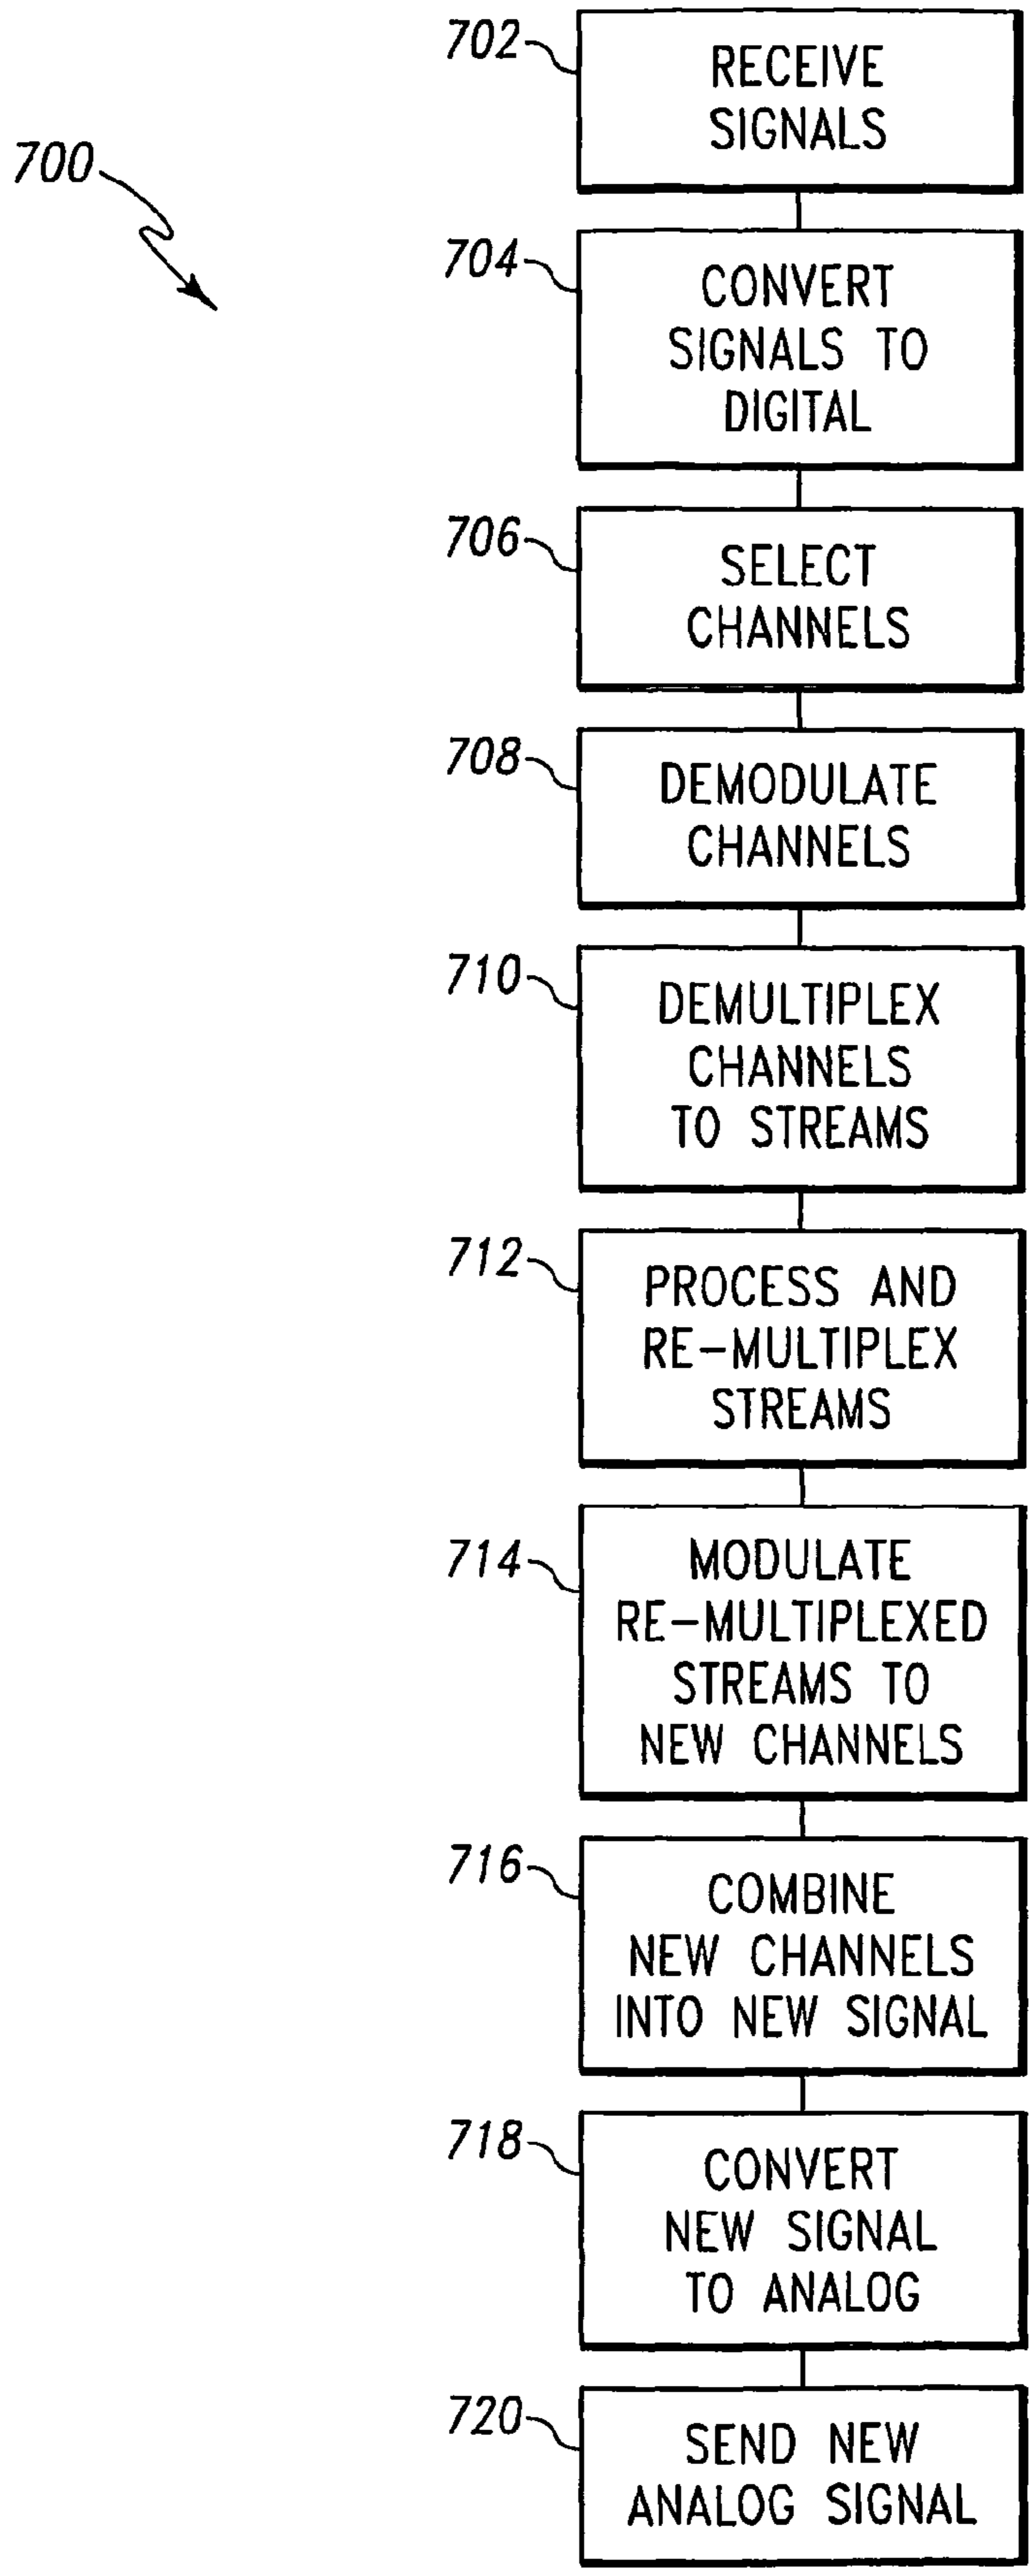 702
RECEIVE
SIGNALS
700
704
CONVERT
SIGNALS TO
DIGITAL
706
SELECT
CHANNELS
708
DEMODULATE
CHANNELS
710
DEMULTIPLEX
CHANNELS
TO STREAMS
712
PROCESS AND
RE-MULTIPLEX
STREAMS
714
MODULATE
RE-MULTIPLEXED
STREAMS TO
NEW CHANNELS
716
COMBINE
NEW CHANNELS
INTO NEW SIGNAL
718
CONVERT
NEW SIGNAL
TO ANALOG
720
SEND NEW
ANALOG SIGNAL